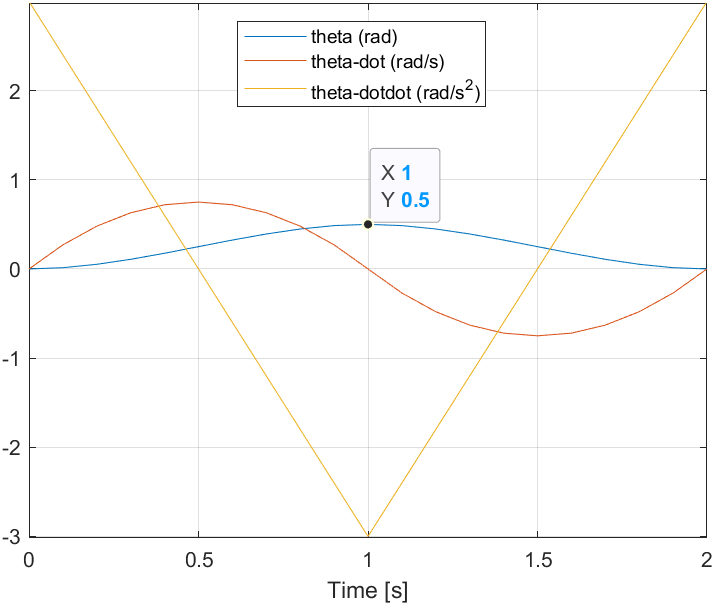 theta (rad)
theta-dot (rad/s)
theta-dotdot (rad/s²)
2
1
0
-1
-2
-3
X 1
Y 0.5
0
0.5
1
1.5
2
Time [s]